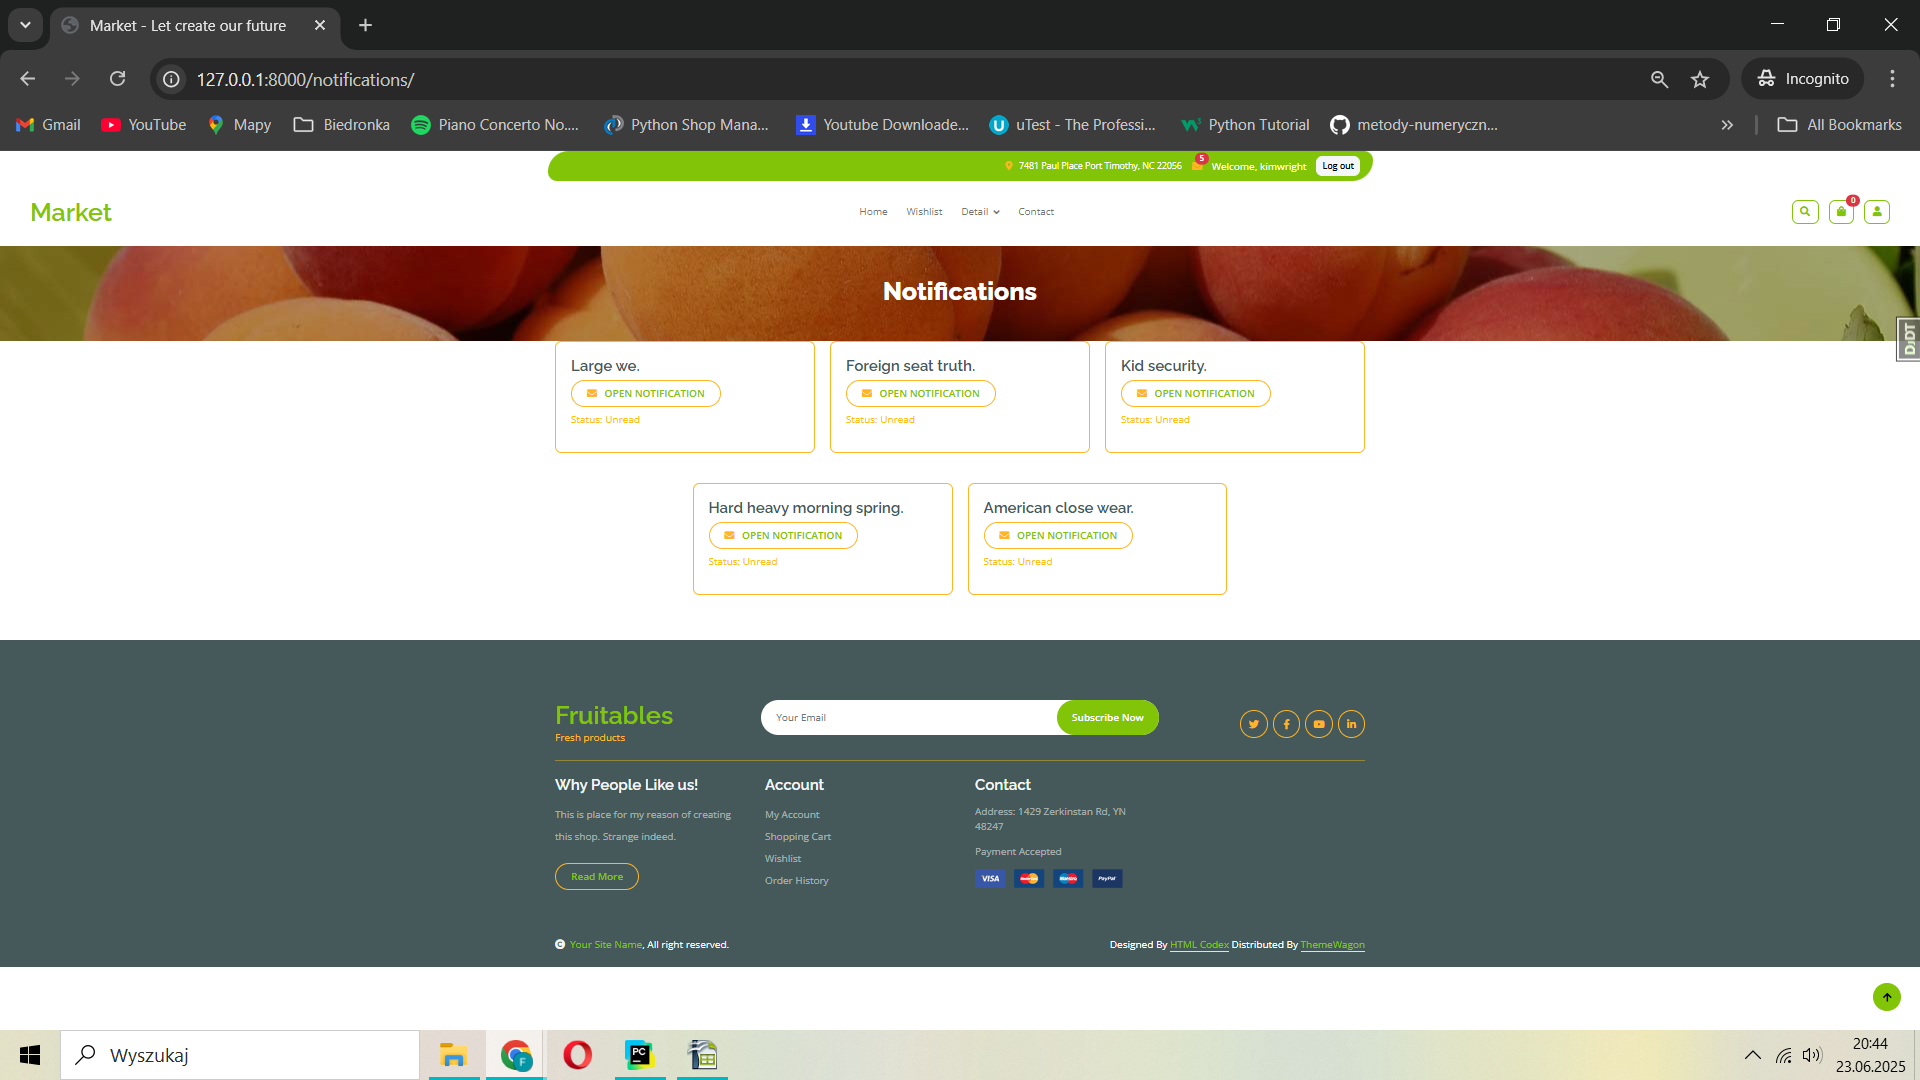 Market - Let create our future
127.0.0.1:8000/notifications/
Incognito
Gmail
YouTube
Mapy
Biedronka
Piano Concerto No....
Python Shop Mana...
Youtube Downloade...
uTest - The Professi...
Python Tutorial
metody-numeryczn...
All Bookmarks
7481 Paul Place Port Timothy, NC 22056
5
Welcome, kimwright
Log out
Market
Home
Wishlist
Detail
Contact
0
Notifications
DjDT
Large we.
OPEN NOTIFICATION
Status: Unread
Foreign seat truth.
OPEN NOTIFICATION
Status: Unread
Kid security.
OPEN NOTIFICATION
Status: Unread
Hard heavy morning spring.
OPEN NOTIFICATION
Status: Unread
American close wear.
OPEN NOTIFICATION
Status: Unread
Fruitables
Fresh products
Your Email
Subscribe Now
Why People Like us!
This is place for my reason of creating
this shop. Strange indeed.
Read More
Account
My Account
Shopping Cart
Wishlist
Order History
Contact
Address: 1429 Zerkinstan Rd, YN
48247
Payment Accepted
VISA
PayPal
Your Site Name, All right reserved.
Designed By HTML Codex Distributed By ThemeWagon
Wyszukaj
F
PC
20:44
23.06.2025